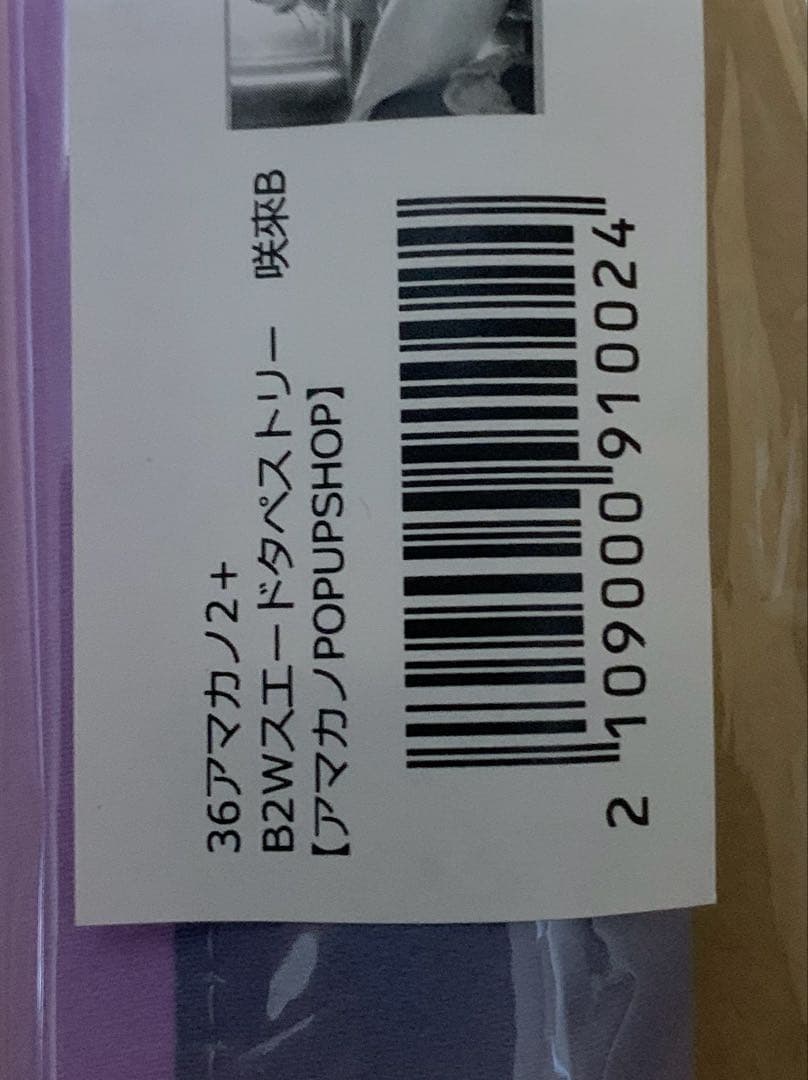 36アマカノ2+
B2Wスエードタペストリー　咲來B
【アマカノPOPUPSHOP】
2 109000 910024